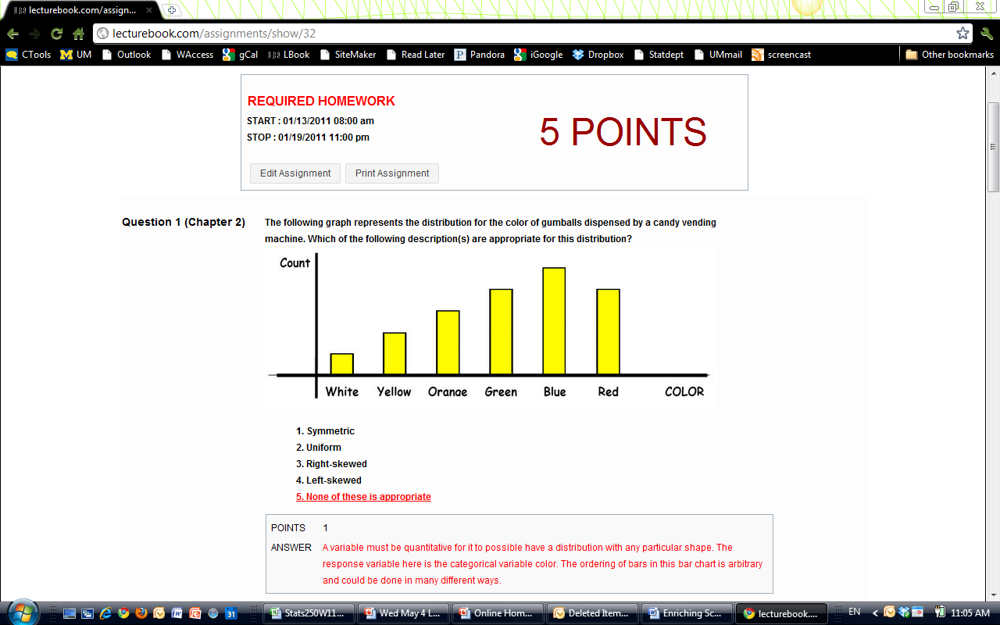 lecturebook.com/assign...
lecturebook.com/assignments/show/32
CTools UM Outlook WAccess gCal LBook SiteMaker Read Later Pandora iGoogle Dropbox Statdept UMmail screencast Other bookmarks
REQUIRED HOMEWORK
START : 01/13/2011 08:00 am
STOP : 01/19/2011 11:00 pm
5 POINTS
Edit Assignment Print Assignment
Question 1 (Chapter 2)
The following graph represents the distribution for the color of gumballs dispensed by a candy vending
machine. Which of the following description(s) are appropriate for this distribution?
Count
White Yellow Orange Green Blue Red COLOR
1. Symmetric
2. Uniform
3. Right-skewed
4. Left-skewed
5. None of these is appropriate
POINTS 1
ANSWER A variable must be quantitative for it to possible have a distribution with any particular shape. The
response variable here is the categorical variable color. The ordering of bars in this bar chart is arbitrary
and could be done in many different ways.
Stats250W11... Wed May 4 L... Online Hom... Deleted Item... Enriching Sc... lecturebook.... EN 11:05 AM